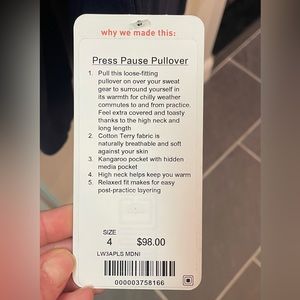 why we made this:
Press Pause Pullover
1. Pull this loose-fitting
pullover on over your sweat
gear to surround yourself in
its warmth for chilly weather
commutes to and from practice.
Feel extra covered and toasty
thanks to the high neck and
long length
2. Cotton Terry fabric is
naturally breathable and soft
against your skin
3. Kangaroo pocket with hidden
media pocket
4. High neck helps keep you warm
5. Relaxed fit makes for easy
post-practice layering
SIZE
4 $98.00
LW3APLS MDNI
000003758166